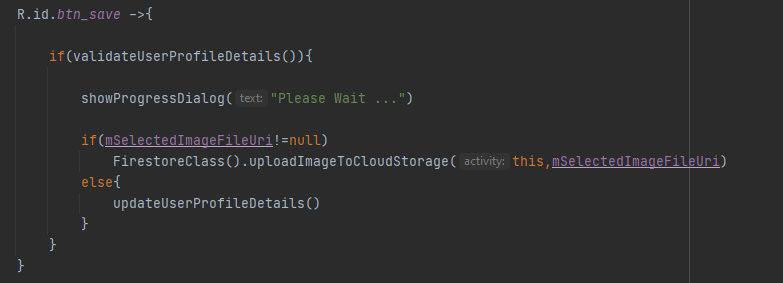 R.id.btn_save ->{
if(validateUserProfileDetails()){
showProgressDialog( text: "Please Wait ...")
if(mSelectedImageFileUri!=null)
FirestoreClass().uploadImageToCloudStorage( activity: this,mSelectedImageFileUri)
else{
updateUserProfileDetails()
}
}
}